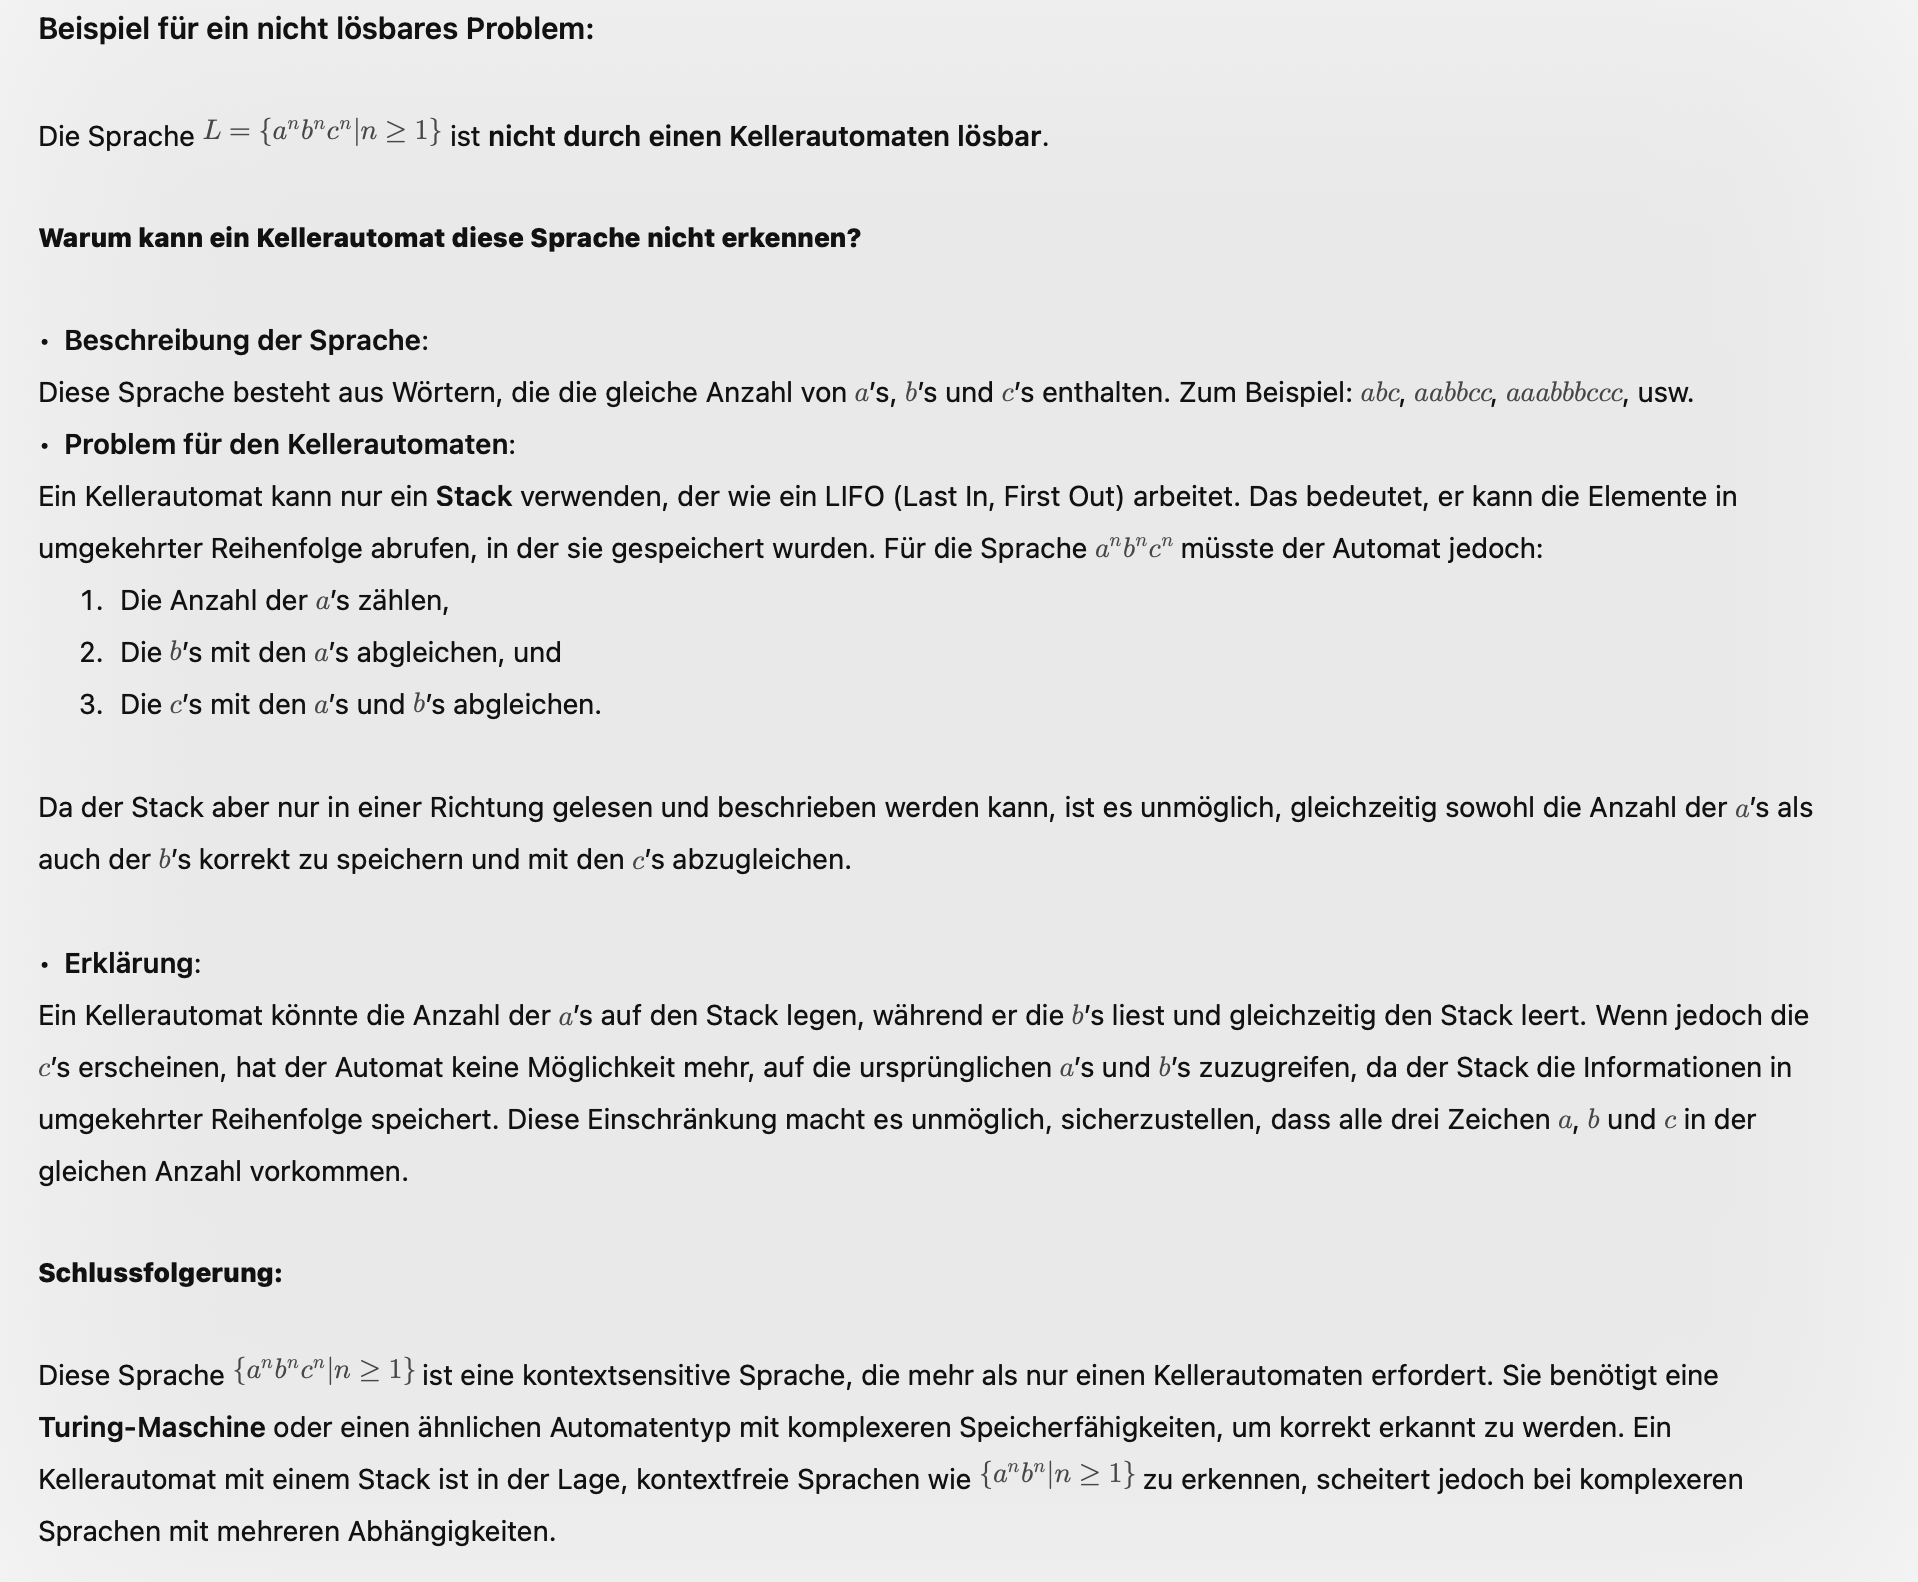 Beispiel für ein nicht lösbares Problem:
Die Sprache L = {aⁿbⁿcⁿ|n ≥ 1} ist nicht durch einen Kellerautomaten lösbar.
Warum kann ein Kellerautomat diese Sprache nicht erkennen?
• Beschreibung der Sprache:
Diese Sprache besteht aus Wörtern, die die gleiche Anzahl von a's, b's und c's enthalten. Zum Beispiel: abc, aabbcc, aaabbbccc, usw.
• Problem für den Kellerautomaten:
Ein Kellerautomat kann nur ein Stack verwenden, der wie ein LIFO (Last In, First Out) arbeitet. Das bedeutet, er kann die Elemente in
umgekehrter Reihenfolge abrufen, in der sie gespeichert wurden. Für die Sprache aⁿbⁿcⁿ müsste der Automat jedoch:
1. Die Anzahl der a's zählen,
2. Die b's mit den a's abgleichen, und
3. Die c's mit den a's und b's abgleichen.
Da der Stack aber nur in einer Richtung gelesen und beschrieben werden kann, ist es unmöglich, gleichzeitig sowohl die Anzahl der a's als
auch der b's korrekt zu speichern und mit den c's abzugleichen.
• Erklärung:
Ein Kellerautomat könnte die Anzahl der a's auf den Stack legen, während er die b's liest und gleichzeitig den Stack leert. Wenn jedoch die
c's erscheinen, hat der Automat keine Möglichkeit mehr, auf die ursprünglichen a's und b's zuzugreifen, da der Stack die Informationen in
umgekehrter Reihenfolge speichert. Diese Einschränkung macht es unmöglich, sicherzustellen, dass alle drei Zeichen a, b und c in der
gleichen Anzahl vorkommen.
Schlussfolgerung:
Diese Sprache {aⁿbⁿcⁿ|n ≥ 1} ist eine kontextsensitive Sprache, die mehr als nur einen Kellerautomaten erfordert. Sie benötigt eine
Turing-Maschine oder einen ähnlichen Automatentyp mit komplexeren Speicherfähigkeiten, um korrekt erkannt zu werden. Ein
Kellerautomat mit einem Stack ist in der Lage, kontextfreie Sprachen wie {aⁿbⁿ|n ≥ 1} zu erkennen, scheitert jedoch bei komplexeren
Sprachen mit mehreren Abhängigkeiten.